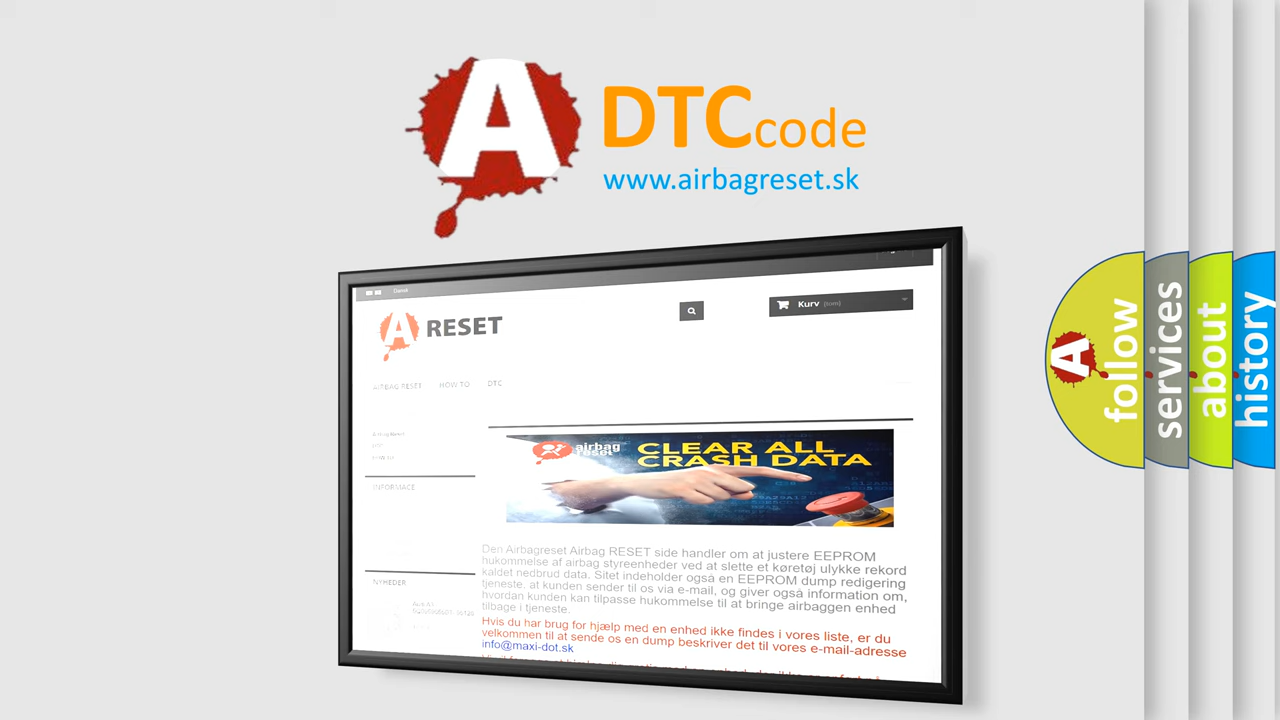 A DTCcode
www.airbagreset.sk
Dansk
Kurv (tom)
A RESET
AIRBAG RESET HOW TO DTC
INFORMACE
airbag
reset
CLEAR ALL
CRASH DATA
Den Airbagreset Airbag RESET side handler om at justere EEPROM
hukommelse af airbag styreenheder ved at slette et køretøj ulykke rekord
kaldet nedbrud data. Sitet indeholder også en EEPROM dump redigering
tjeneste, at kunden sender til os via e-mail, og giver også information om,
hvordan kunden kan tilpasse hukommelse til at bringe airbaggen enhed
tilbage i tjeneste.
NYHEDER
Hvis du har brug for hjælp med en enhed ikke findes i vores liste, er du
velkommen til at sende os en dump beskriver det til vores e-mail-adresse
info@maxi-dot.sk
A follow
services
about
history